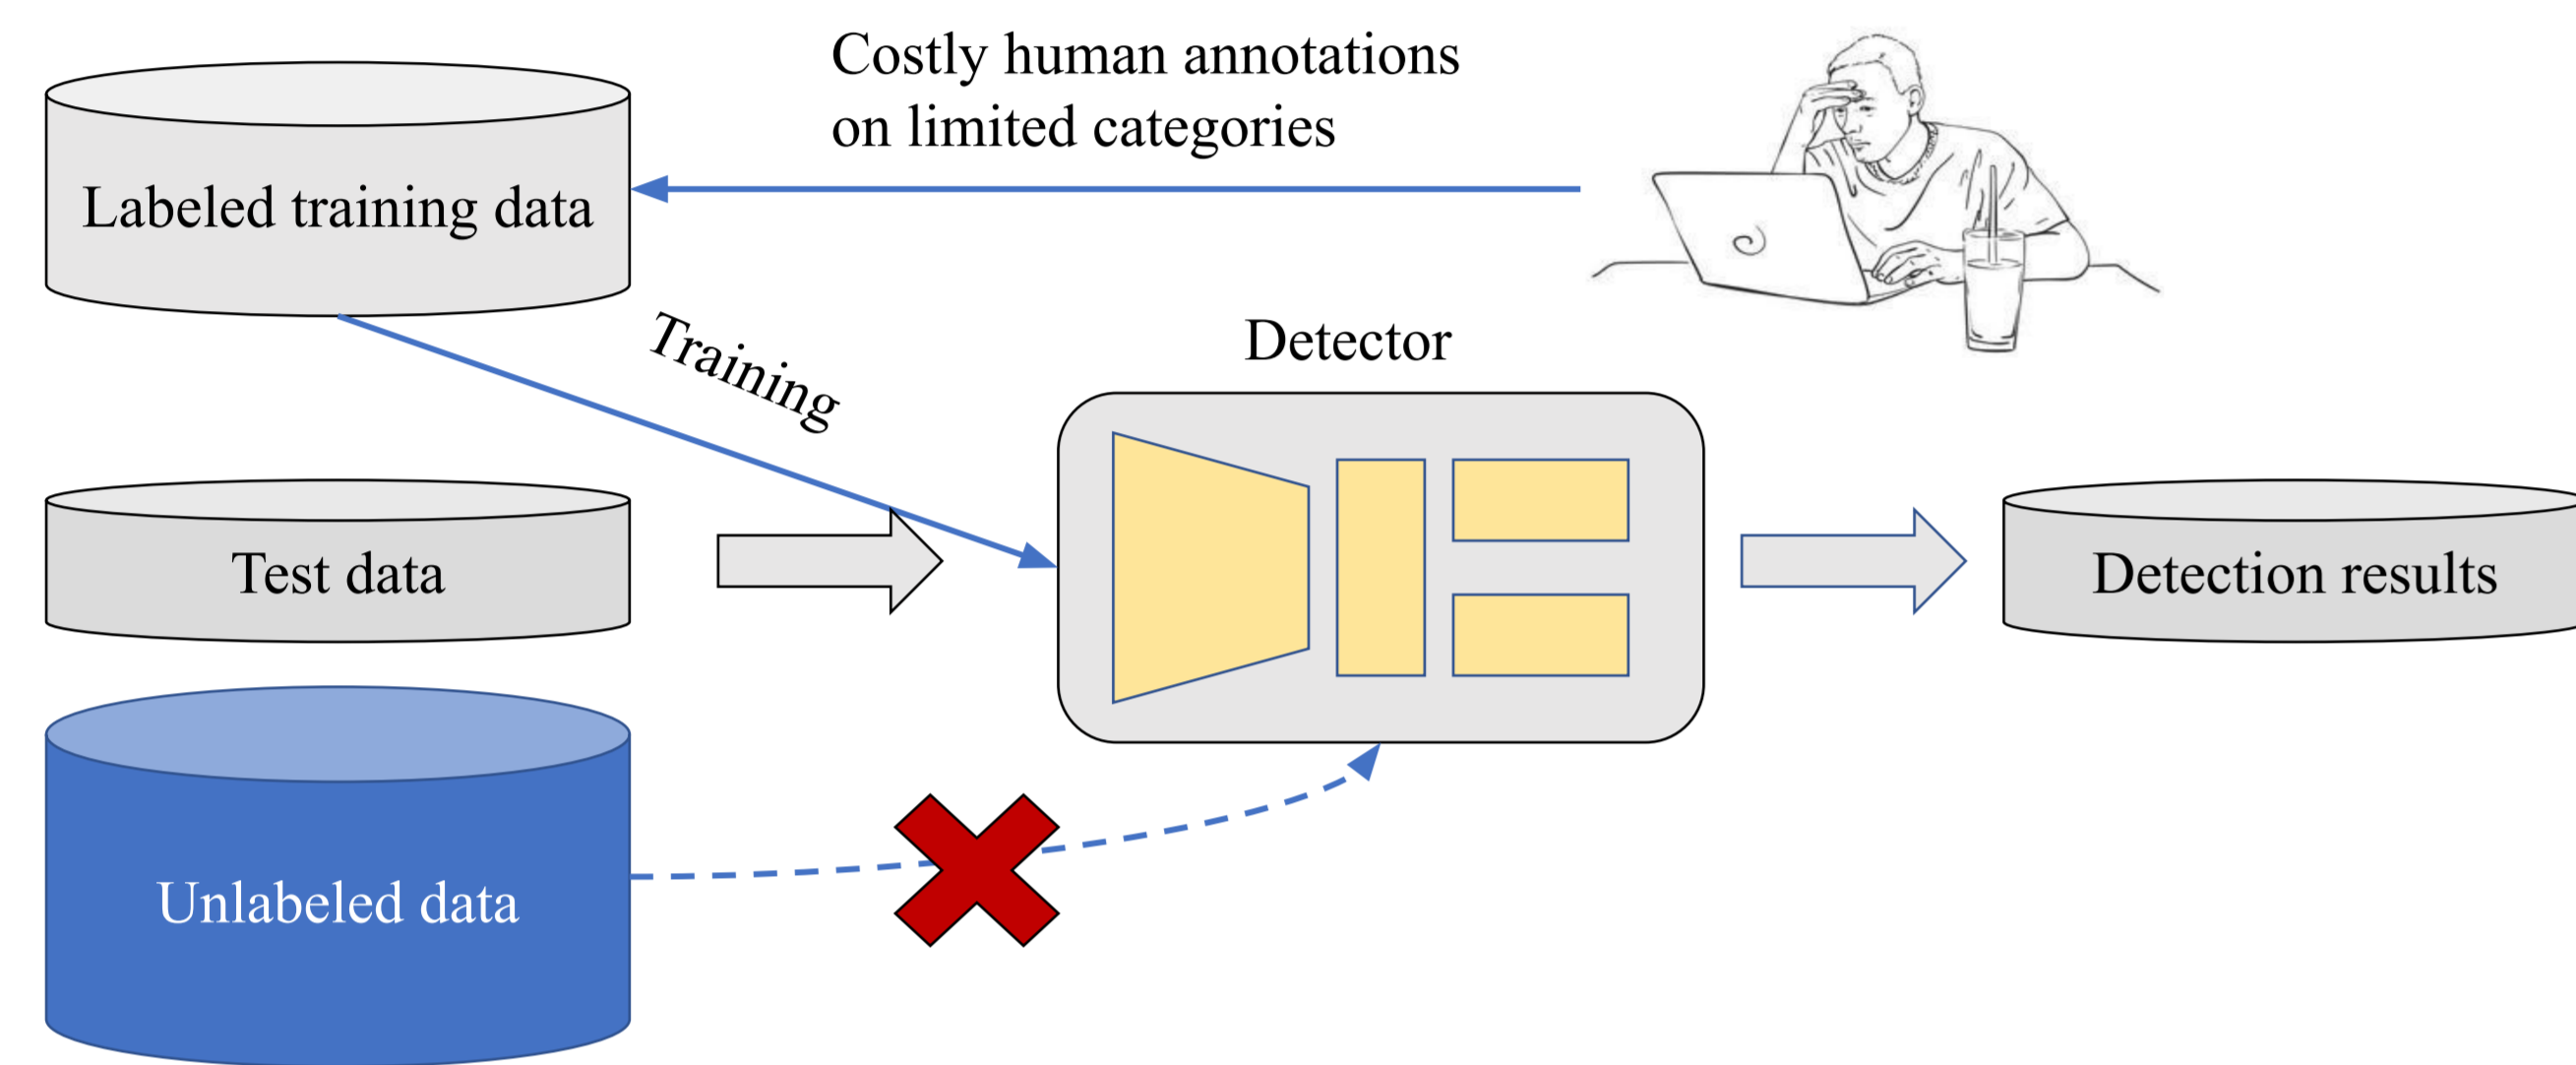 Costly human annotations
on limited categories
Labeled training data
Training
Detector
Test data
Detection results
Unlabeled data